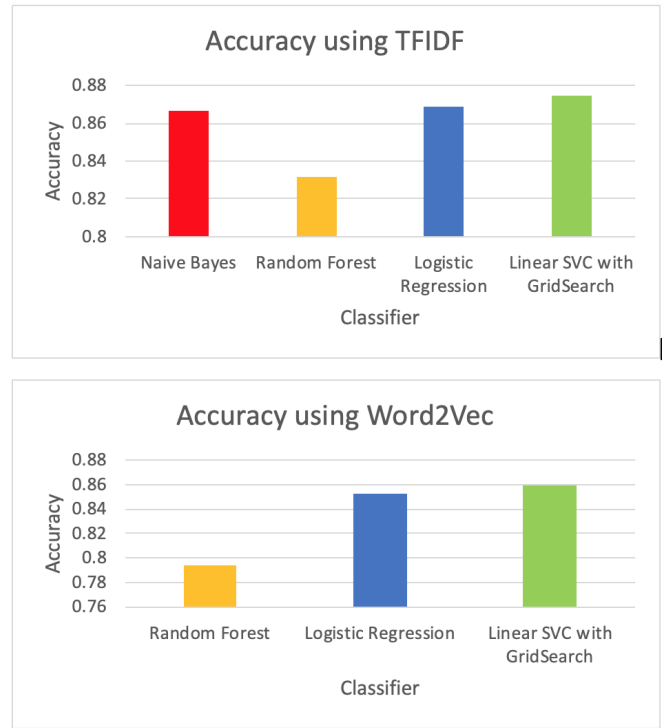 Accuracy using TFIDF
0.88
0.86
0.84
0.82
0.8
Accuracy
Naive Bayes
Random Forest
Logistic
Regression
Linear SVC with
GridSearch
Classifier
Accuracy using Word2Vec
0.88
0.86
0.84
0.82
0.8
0.78
0.76
Accuracy
Random Forest
Logistic Regression
Linear SVC with
GridSearch
Classifier